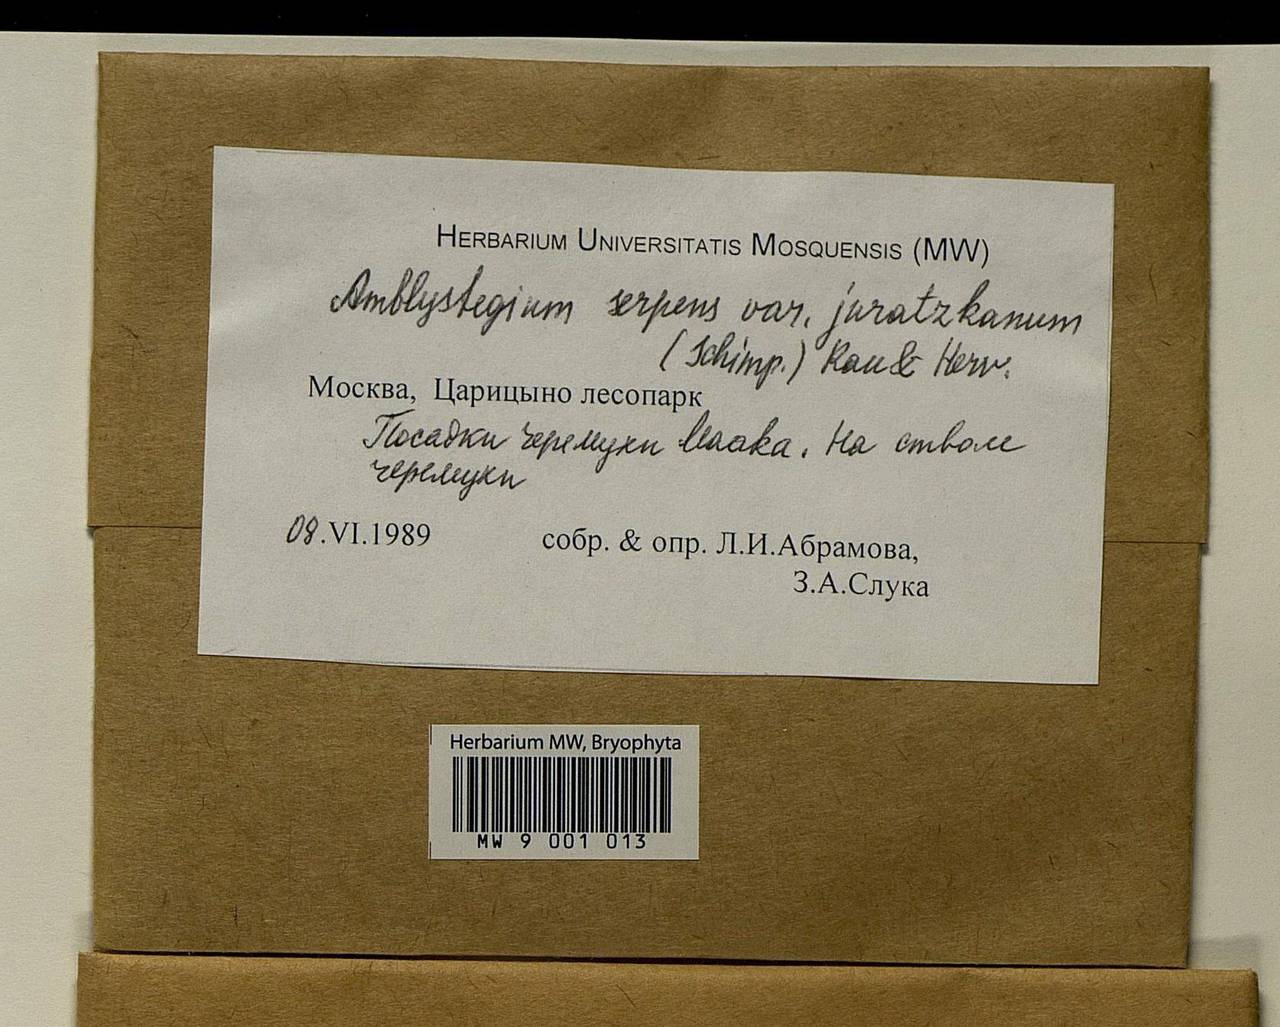 HERBARIUM UNIVERSITATIS MOSQUENSIS (MW)
Amblystegium serpens var. juratzkanum
(Schimp.) Rau & Herv.
Москва, Царицыно лесопарк
Посадки черемухи Маака. На стволе
черемухи
08.VI.1989 собр. & опр. Л.И.Абрамова,
З.А.Слука
Herbarium MW, Bryophyta
MW 9 001 013